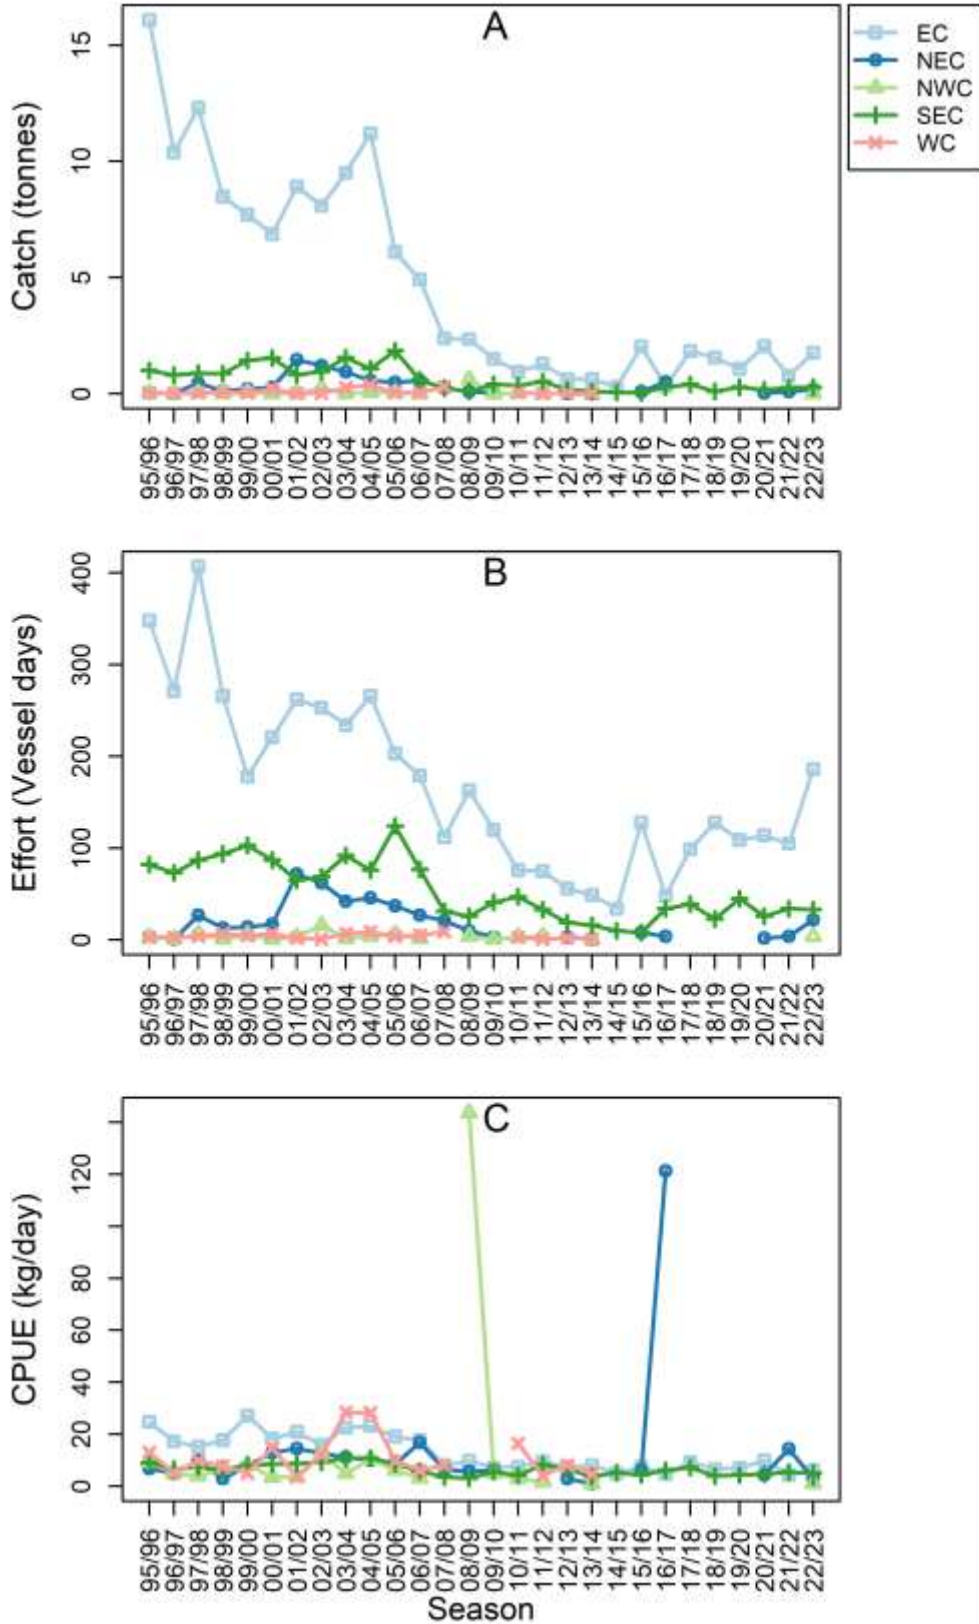 A
EC
NEC
NWC
SEC
WC
Catch (tonnes)
15
10
5
0
95/96 96/97 97/98 98/99 99/00 00/01 01/02 02/03 03/04 04/05 05/06 06/07 07/08 08/09 09/10 10/11 11/12 12/13 13/14 14/15 15/16 16/17 17/18 18/19 19/20 20/21 21/22 22/23
B
Effort (Vessel days)
400
300
200
100
0
95/96 96/97 97/98 98/99 99/00 00/01 01/02 02/03 03/04 04/05 05/06 06/07 07/08 08/09 09/10 10/11 11/12 12/13 13/14 14/15 15/16 16/17 17/18 18/19 19/20 20/21 21/22 22/23
C
CPUE (kg/day)
120
80
60
40
20
0
95/96 96/97 97/98 98/99 99/00 00/01 01/02 02/03 03/04 04/05 05/06 06/07 07/08 08/09 09/10 10/11 11/12 12/13 13/14 14/15 15/16 16/17 17/18 18/19 19/20 20/21 21/22 22/23
Season